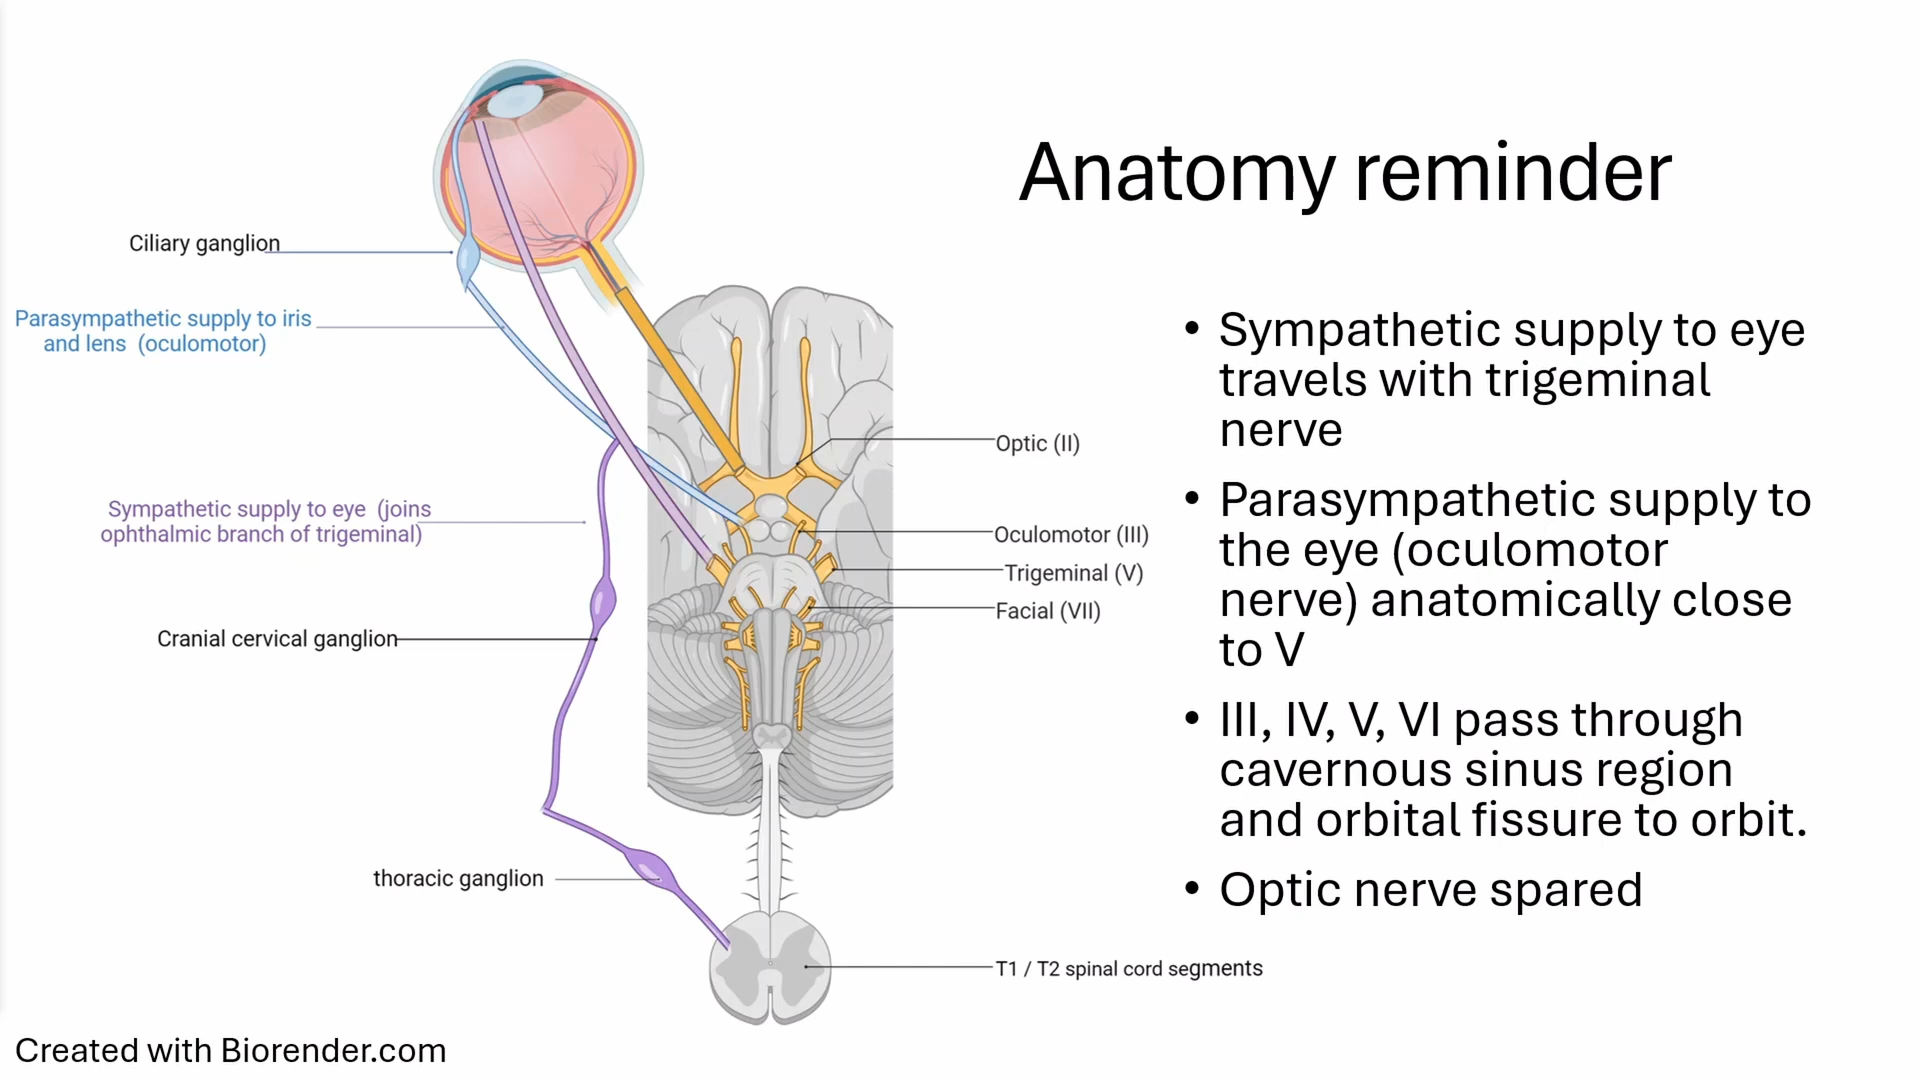 Anatomy reminder
Ciliary ganglion
Parasympathetic supply to iris
and lens (oculomotor)
Sympathetic supply to eye (joins
ophthalmic branch of trigeminal)
Cranial cervical ganglion
thoracic ganglion
Optic (II)
Oculomotor (III)
Trigeminal (V)
Facial (VII)
T1 / T2 spinal cord segments
• Sympathetic supply to eye
travels with trigeminal
nerve
• Parasympathetic supply to
the eye (oculomotor
nerve) anatomically close
to V
• III, IV, V, VI pass through
cavernous sinus region
and orbital fissure to orbit.
• Optic nerve spared
Created with Biorender.com